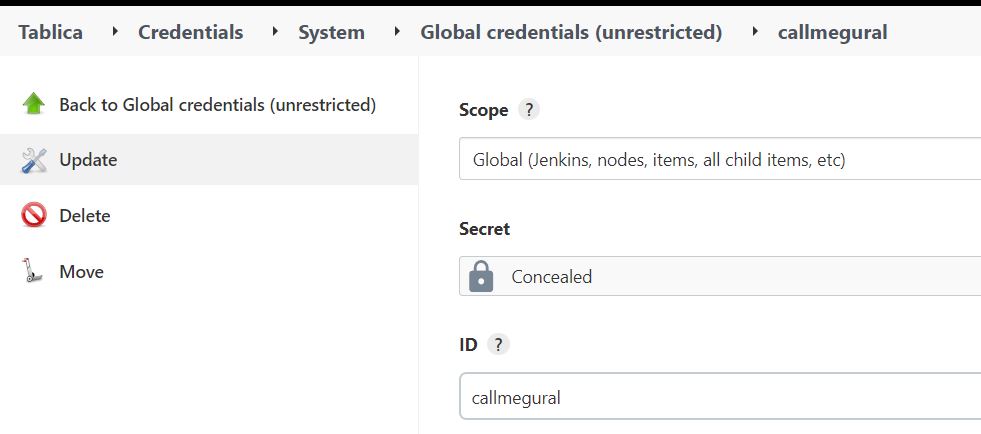 Tablica Credentials System Global credentials (unrestricted) callmegural
Back to Global credentials (unrestricted)
Update
Delete
Move
Scope ?
Global (Jenkins, nodes, items, all child items, etc)
Secret
Concealed
ID ?
callmegural